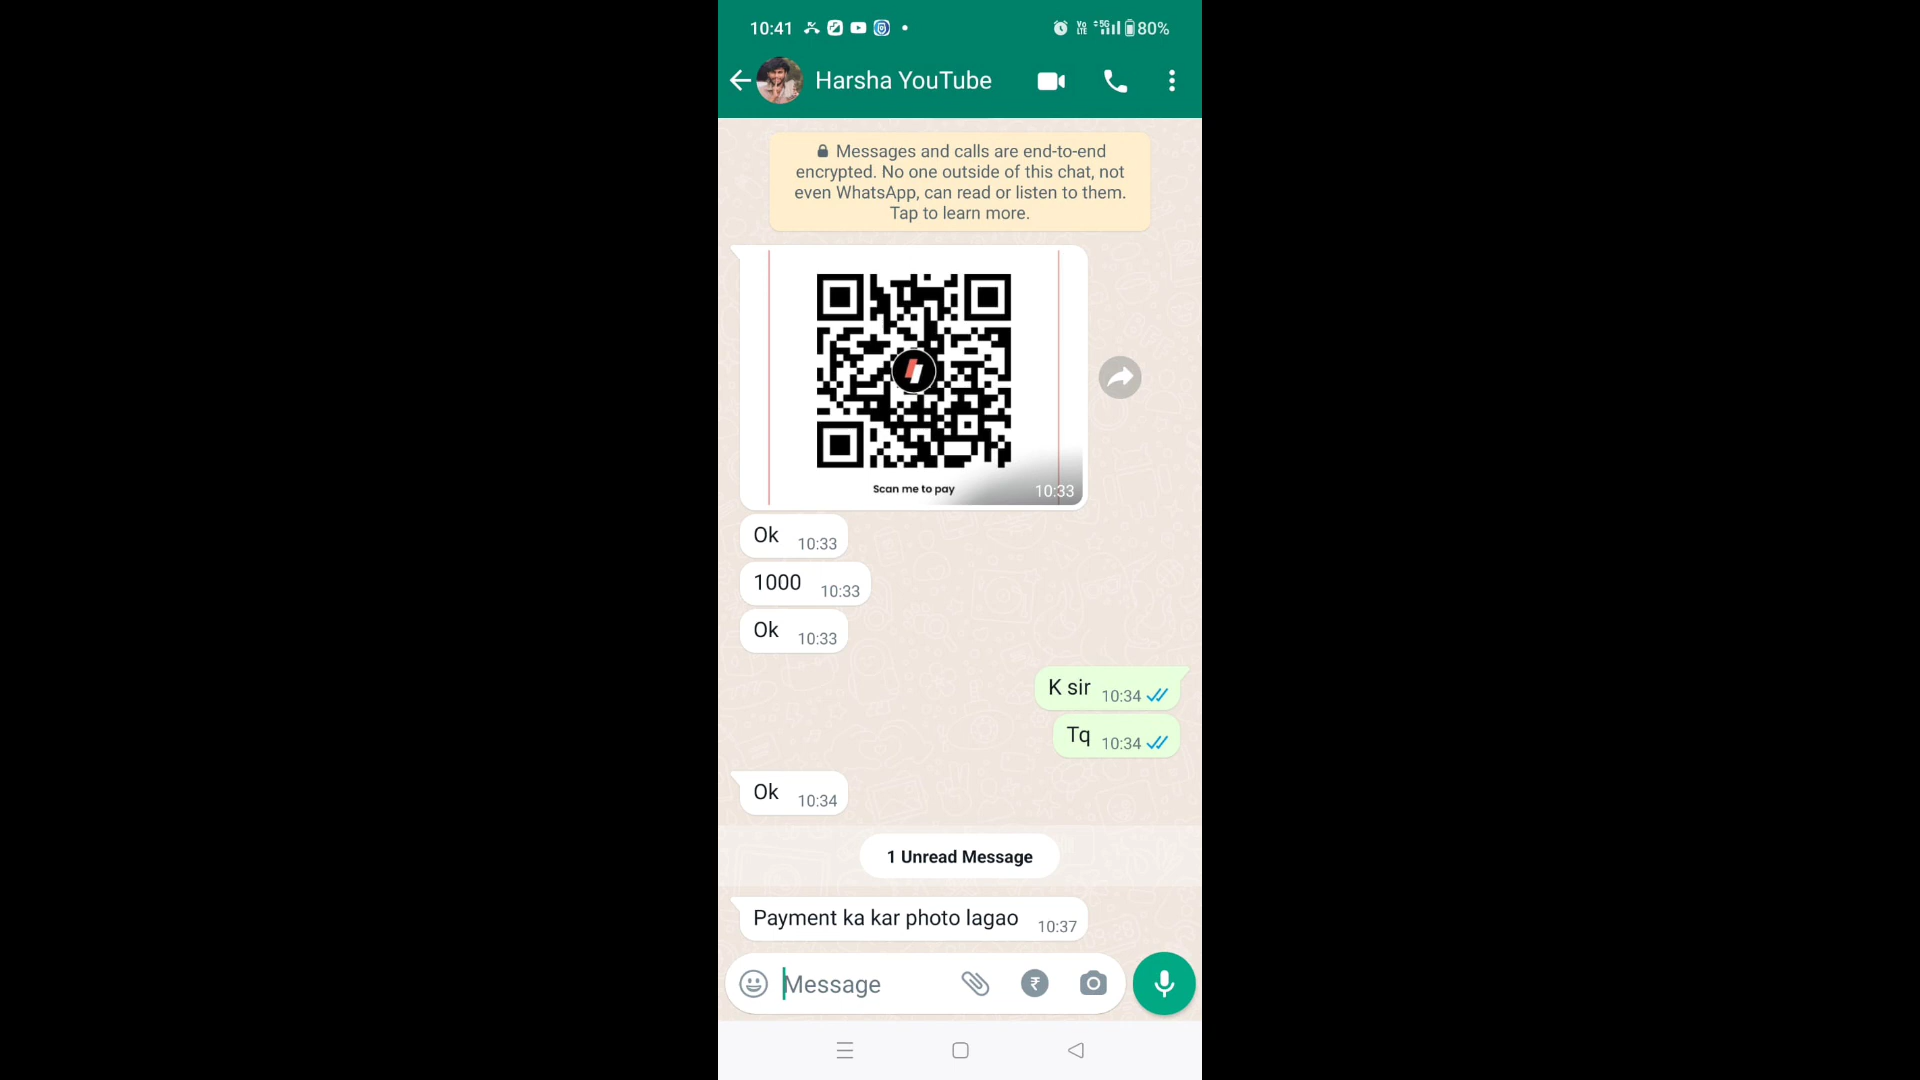 10:41
Vo
LTE
5G
80%
Harsha YouTube
Messages and calls are end-to-end
encrypted. No one outside of this chat, not
even WhatsApp, can read or listen to them.
Tap to learn more.
Scan me to pay
10:33
Ok 10:33
1000 10:33
Ok 10:33
K sir 10:34
Tq 10:34
Ok 10:34
1 Unread Message
Payment ka kar photo lagao 10:37
Message